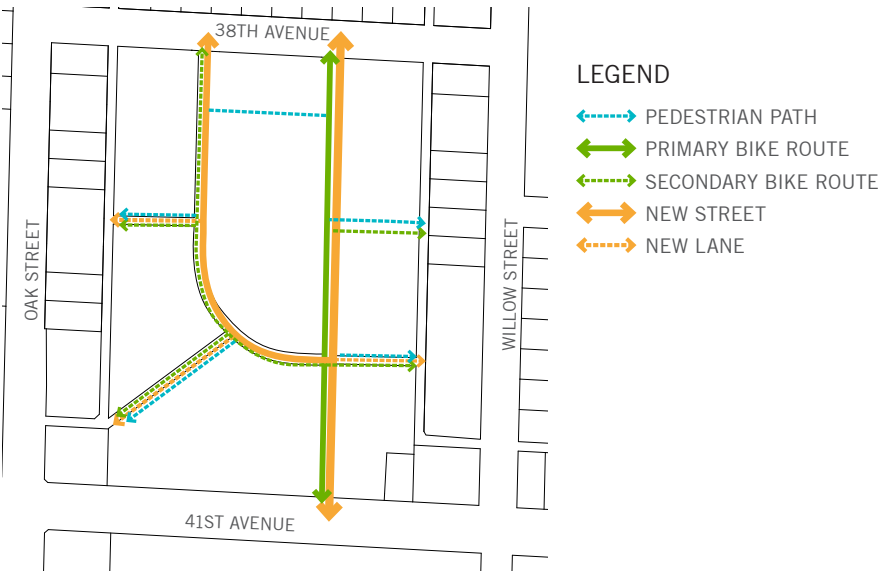 38TH AVENUE
OAK STREET
WILLOW STREET
41ST AVENUE
LEGEND
PEDESTRIAN PATH
PRIMARY BIKE ROUTE
SECONDARY BIKE ROUTE
NEW STREET
NEW LANE